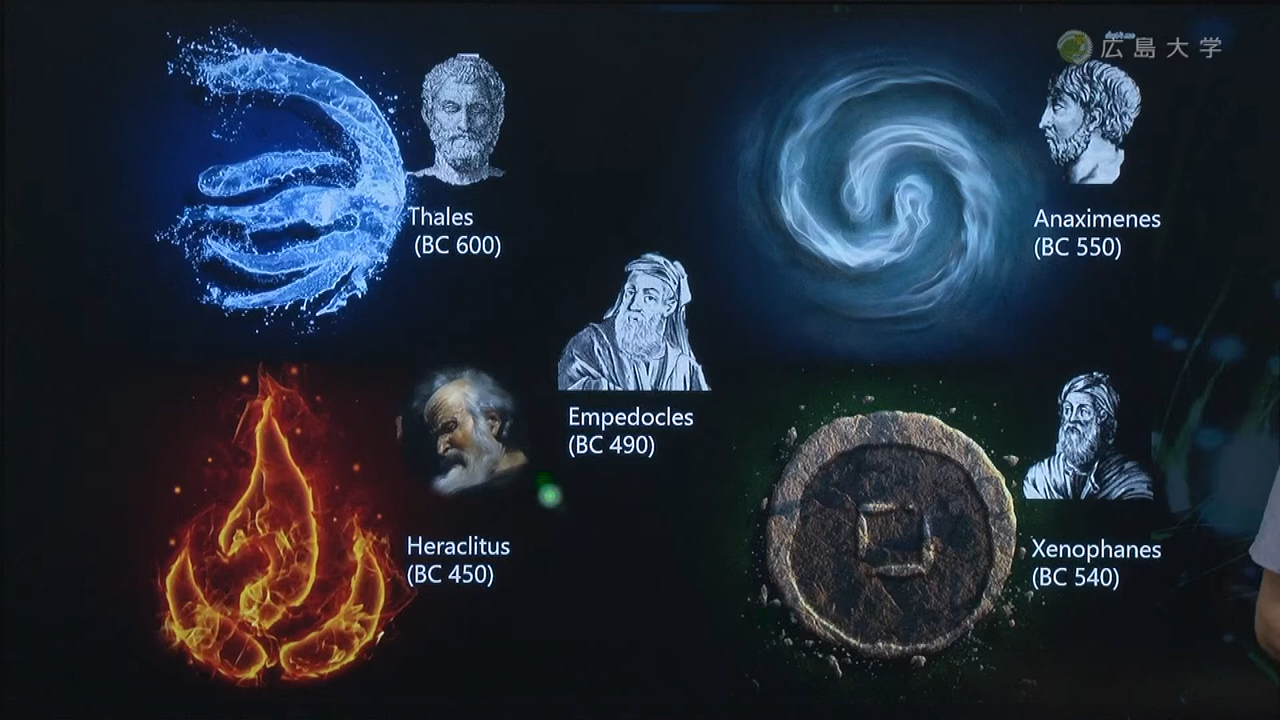 広島大学
Thales
(BC 600)
Anaximenes
(BC 550)
Empedocles
(BC 490)
Heraclitus
(BC 450)
Xenophanes
(BC 540)